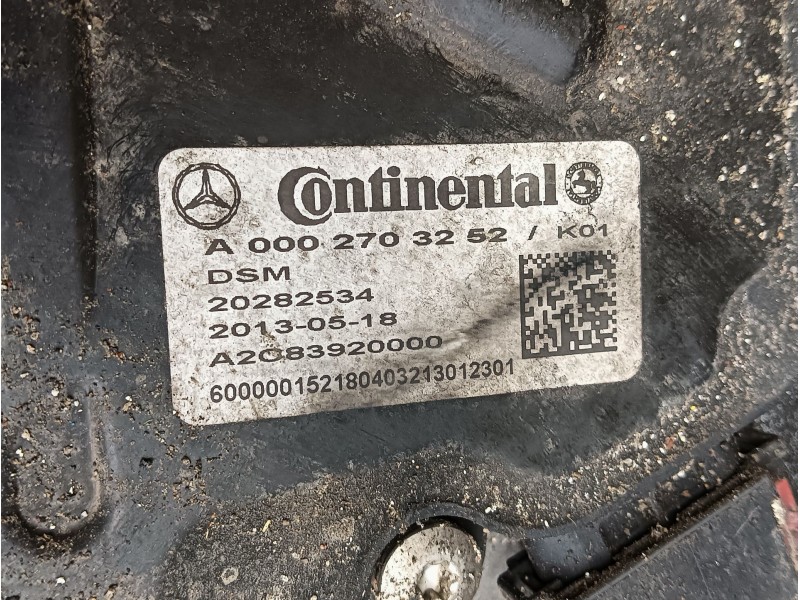 Continental
A 000 270 32 52 / K01
DSM
20282534
2013-05-18
A2C83920000
600000152180403213012301